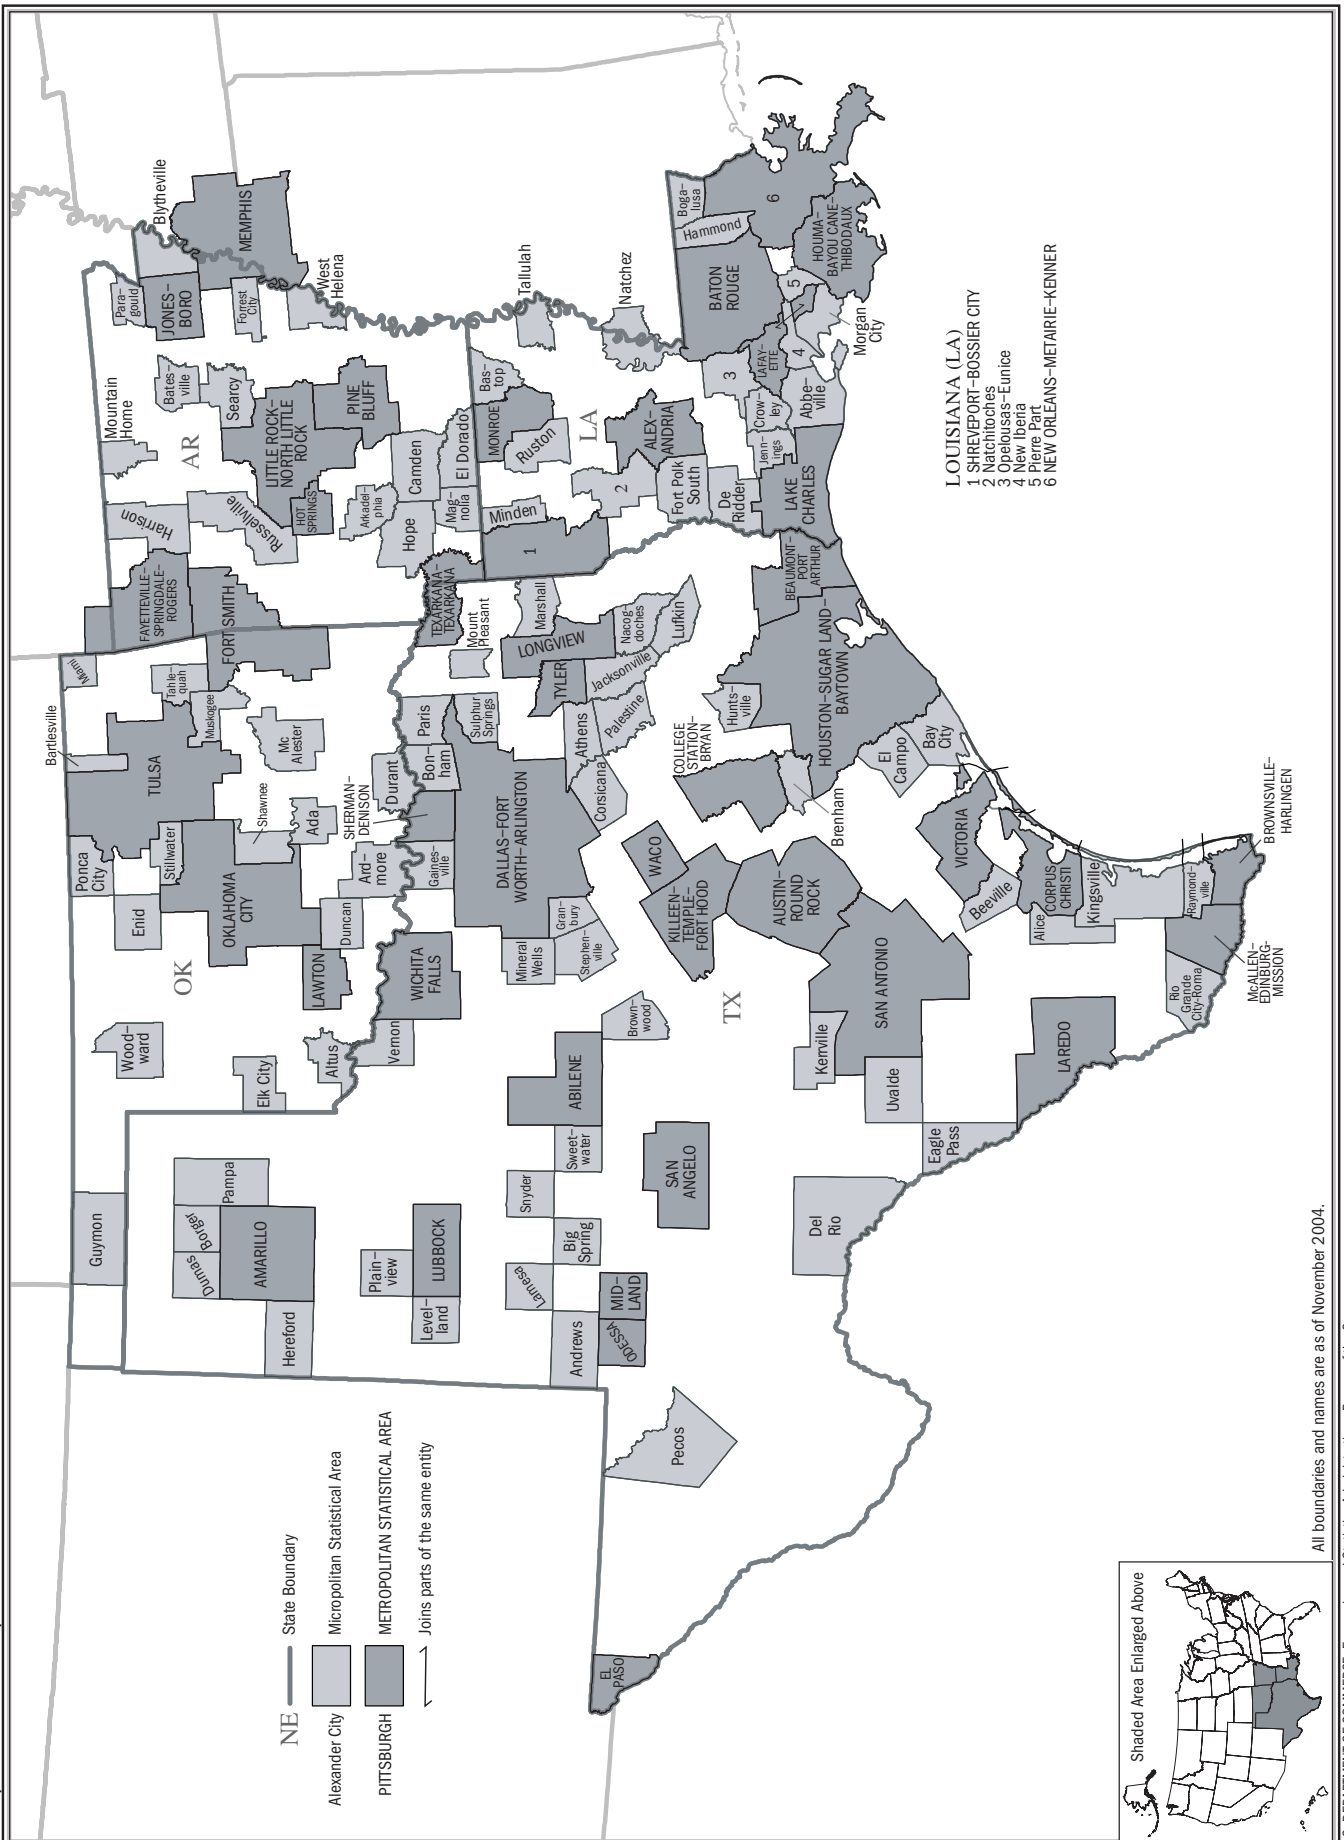 Blytheville
MEMPHIS
Para-
gould
JONES-
BORO
Forrest
City
West
Helena
Mountain
Home
Bates-
ville
Searcy
AR
LITTLE ROCK-
NORTH LITTLE
ROCK
PINE
BLUFF
HOT
SPRINGS
Harrison
Russellville
Arkadel-
phia
Camden
El Dorado
Mag-
nolia
Hope
FAYETTEVILLE-
SPRINGDALE-
ROGERS
FORT SMITH
TEXARKANA-
TEXARKANA
Tallulah
Natchez
Bas-
trop
MONROE
Ruston
LA
ALEX-
ANDRIA
Minden
1
2
Fort Polk
South
De
Ridder
LAKE
CHARLES
Jenn-
ings
Crow-
ley
Abbe-
ville
LAFAY-
ETTE
3
4
5
6
BATON
ROUGE
Hammond
Boga-
lusa
HOUMA-
BAYOU CANE-
THIBODAUX
Morgan
City
LOUISIANA (LA)
1 SHREVEPORT-BOSSIER CITY
2 Natchitoches
3 Opelousas-Eunice
4 New Iberia
5 Pierre Part
6 NEW ORLEANS-METAIRIE-KENNER
Miami
Bartlesville
TULSA
Tahle-
quah
Muskogee
Mc
Alester
Shawnee
Ada
Durant
Ponca
City
Stillwater
Enid
OKLAHOMA
CITY
Ard-
more
Duncan
LAWTON
OK
Wood-
ward
Elk City
Altus
Guymon
SHERMAN-
DENISON
Paris
Bon-
ham
Gaines-
ville
WICHITA
FALLS
Vernon
Mount
Pleasant
Sulphur
Springs
Marshall
LONGVIEW
TYLER
Nacog-
doches
Lufkin
Jacksonville
Palestine
Athens
Corsicana
DALLAS-FORT
WORTH-ARLINGTON
Gran-
bury
Mineral
Wells
Stephen-
ville
WACO
KILLEEN-
TEMPLE-
FORT HOOD
AUSTIN-
ROUND
ROCK
COLLEGE
STATION-
BRYAN
Brenham
Hunts-
ville
HOUSTON-SUGAR LAND-
BAYTOWN
BEAUMONT-
PORT
ARTHUR
El
Campo
Bay
City
VICTORIA
Beeville
CORPUS
CHRISTI
Alice
Kingsville
Raymond-
ville
BROWNSVILLE-
HARLINGEN
McALLEN-
EDINBURG-
MISSION
Rio
Grande
City-Roma
LAREDO
SAN ANTONIO
Kerrville
Uvalde
Eagle
Pass
Del
Rio
TX
Brown-
wood
ABILENE
Sweet-
water
Snyder
SAN
ANGELO
Big
Spring
Lamesa
MID-
LAND
ODESSA
Andrews
Pecos
EL
PASO
Pampa
Borger
Dumas
AMARILLO
Hereford
Plain-
view
LUBBOCK
Level-
land
NE
State Boundary
Alexander City
Micropolitan Statistical Area
PITTSBURGH
METROPOLITAN STATISTICAL AREA
Joins parts of the same entity
Shaded Area Enlarged Above
All boundaries and names are as of November 2004.